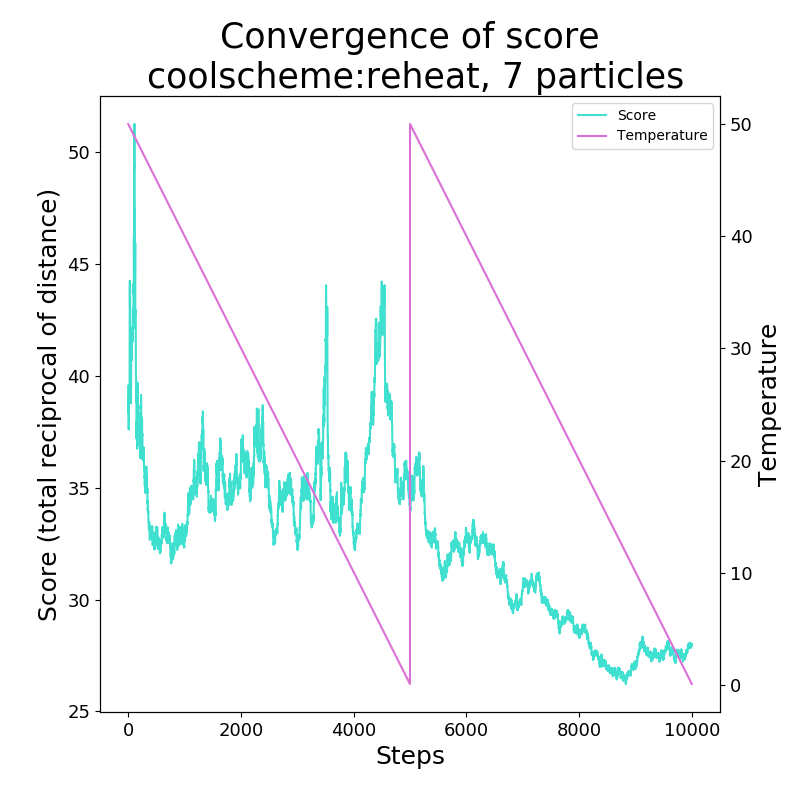 Convergence of score
coolscheme:reheat, 7 particles
Score
Temperature
Score (total reciprocal of distance)
50
45
40
35
30
25
50
40
30
20
10
0
Temperature
0
2000
4000
6000
8000
10000
Steps